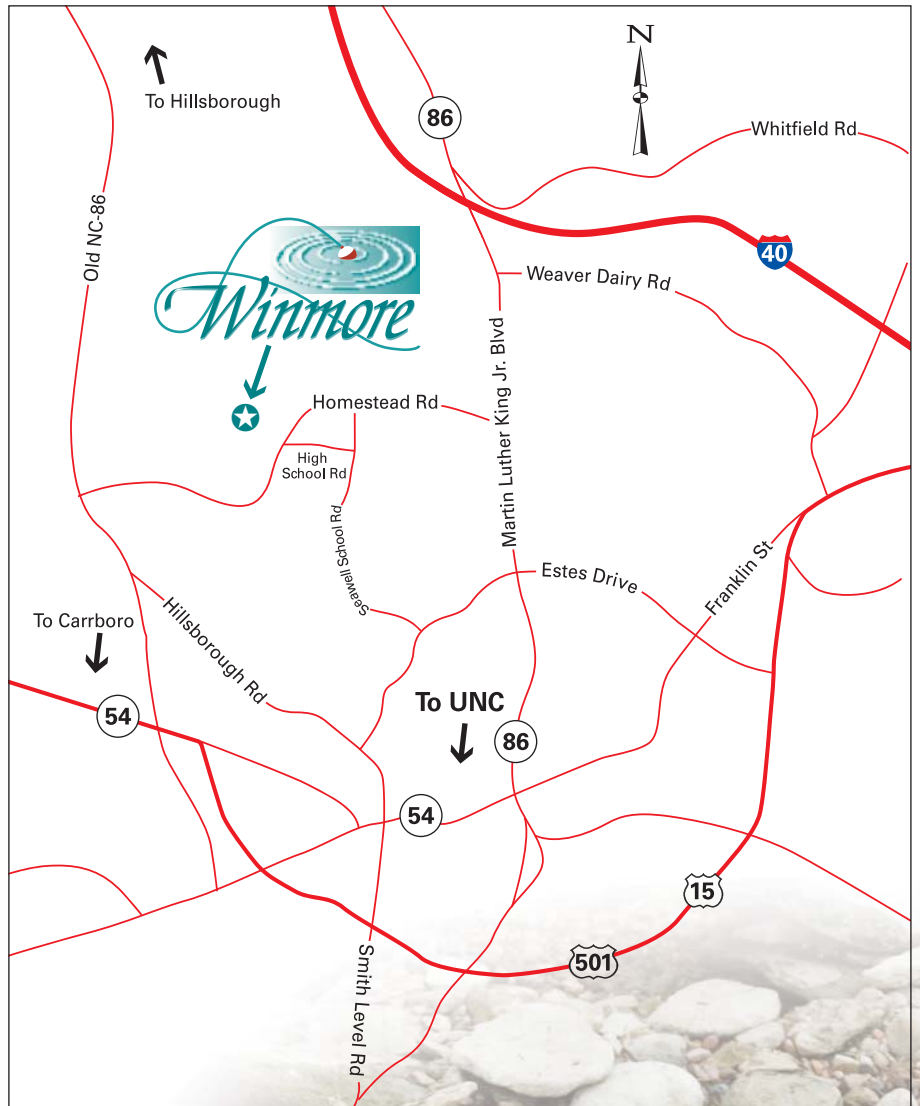 N
To Hillsborough
86
Whitfield Rd
Old NC-86
40
Weaver Dairy Rd
Winmore
Martin Luther King Jr. Blvd
Homestead Rd
High
School Rd
Seawell School Rd
Estes Drive
Franklin St
Hillsborough Rd
To Carrboro
To UNC
54
86
54
15
501
Smith Level Rd